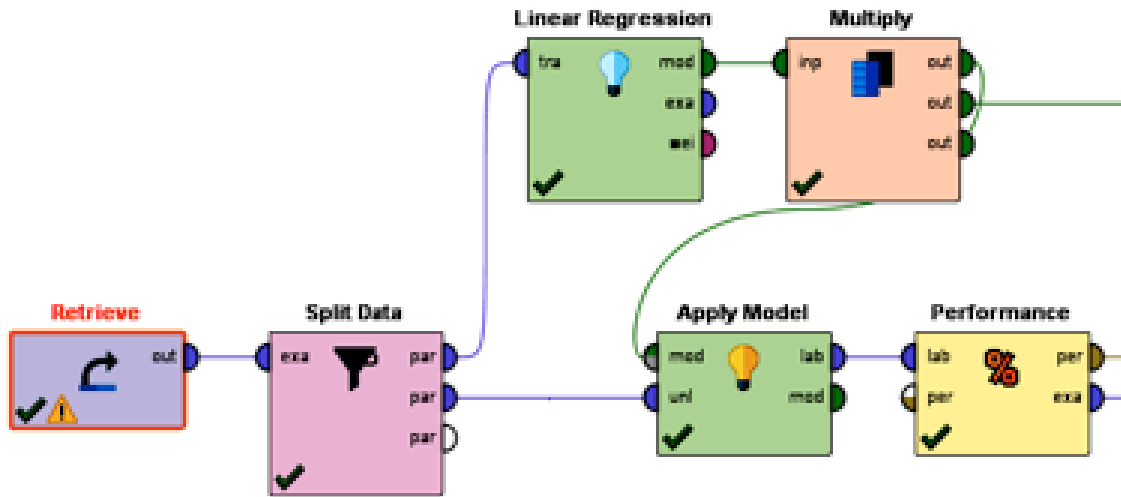 Linear Regression
tra
mod
exa
wei
Multiply
inp
out
out
out
Retrieve
out
Split Data
exa
par
par
par
Apply Model
mod
unl
lab
mod
Performance
lab
per
%
per
exa